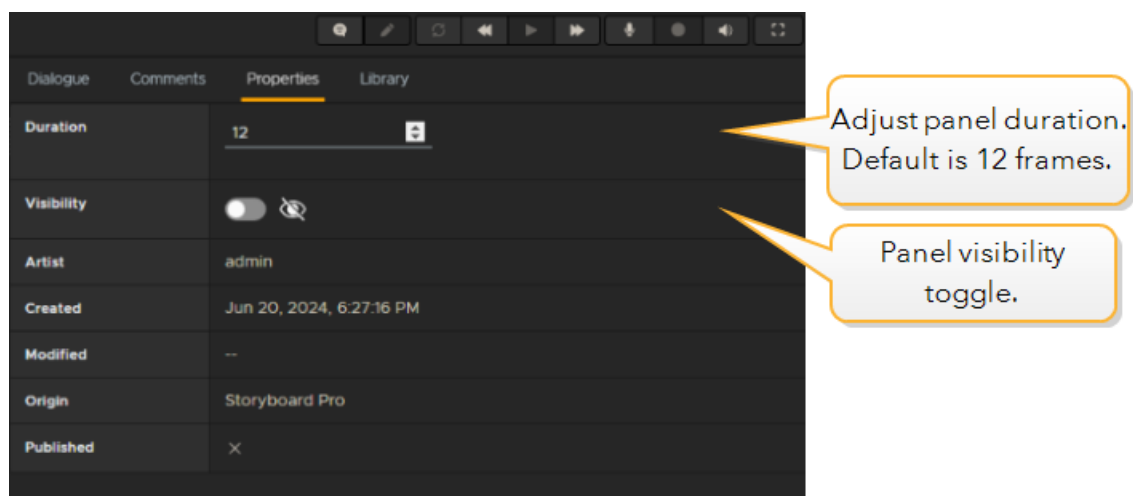 Dialogue Comments Properties Library
Duration 12
Adjust panel duration.
Default is 12 frames.
Visibility
Panel visibility
toggle.
Artist admin
Created Jun 20, 2024, 6:27:16 PM
Modified --
Origin Storyboard Pro
Published ×